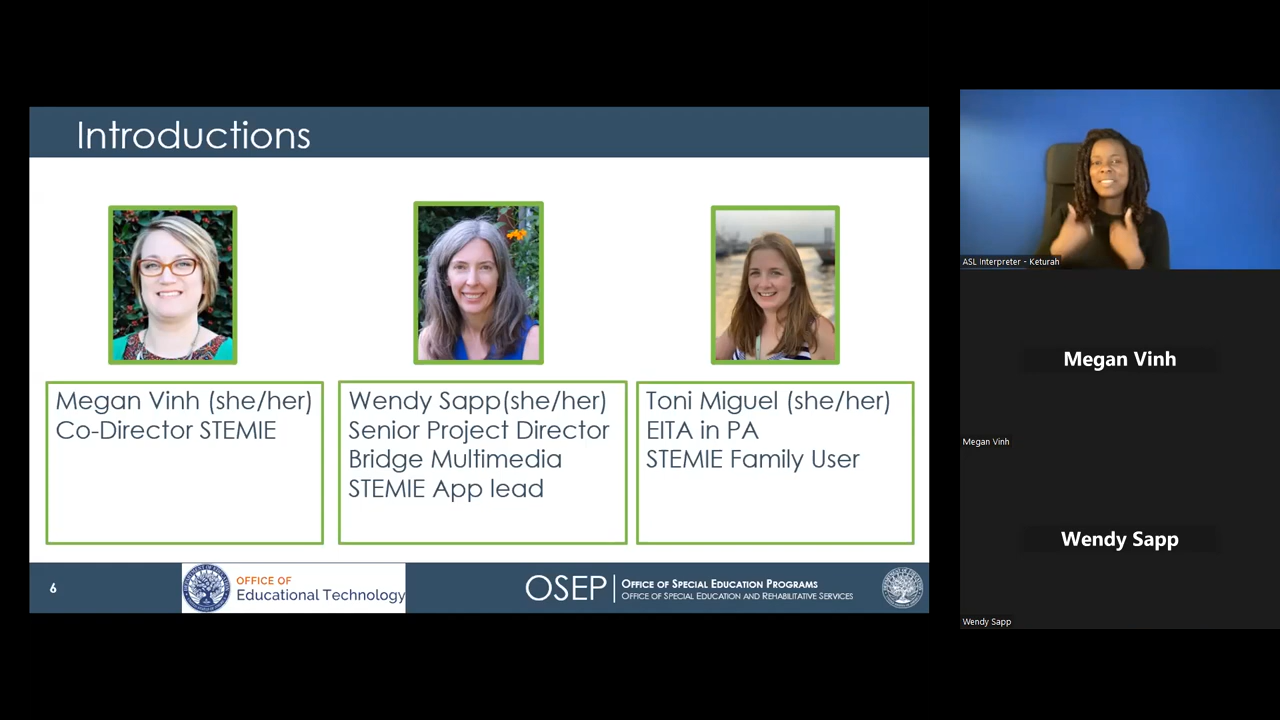 Introductions
Megan Vinh (she/her)
Co-Director STEMIE
Wendy Sapp(she/her)
Senior Project Director
Bridge Multimedia
STEMIE App lead
Toni Miguel (she/her)
EITA in PA
STEMIE Family User
6
OFFICE OF
Educational Technology
OSEP
OFFICE OF SPECIAL EDUCATION PROGRAMS
OFFICE OF SPECIAL EDUCATION AND REHABILITATIVE SERVICES
ASL Interpreter - Keturah
Megan Vinh
Megan Vinh
Wendy Sapp
Wendy Sapp